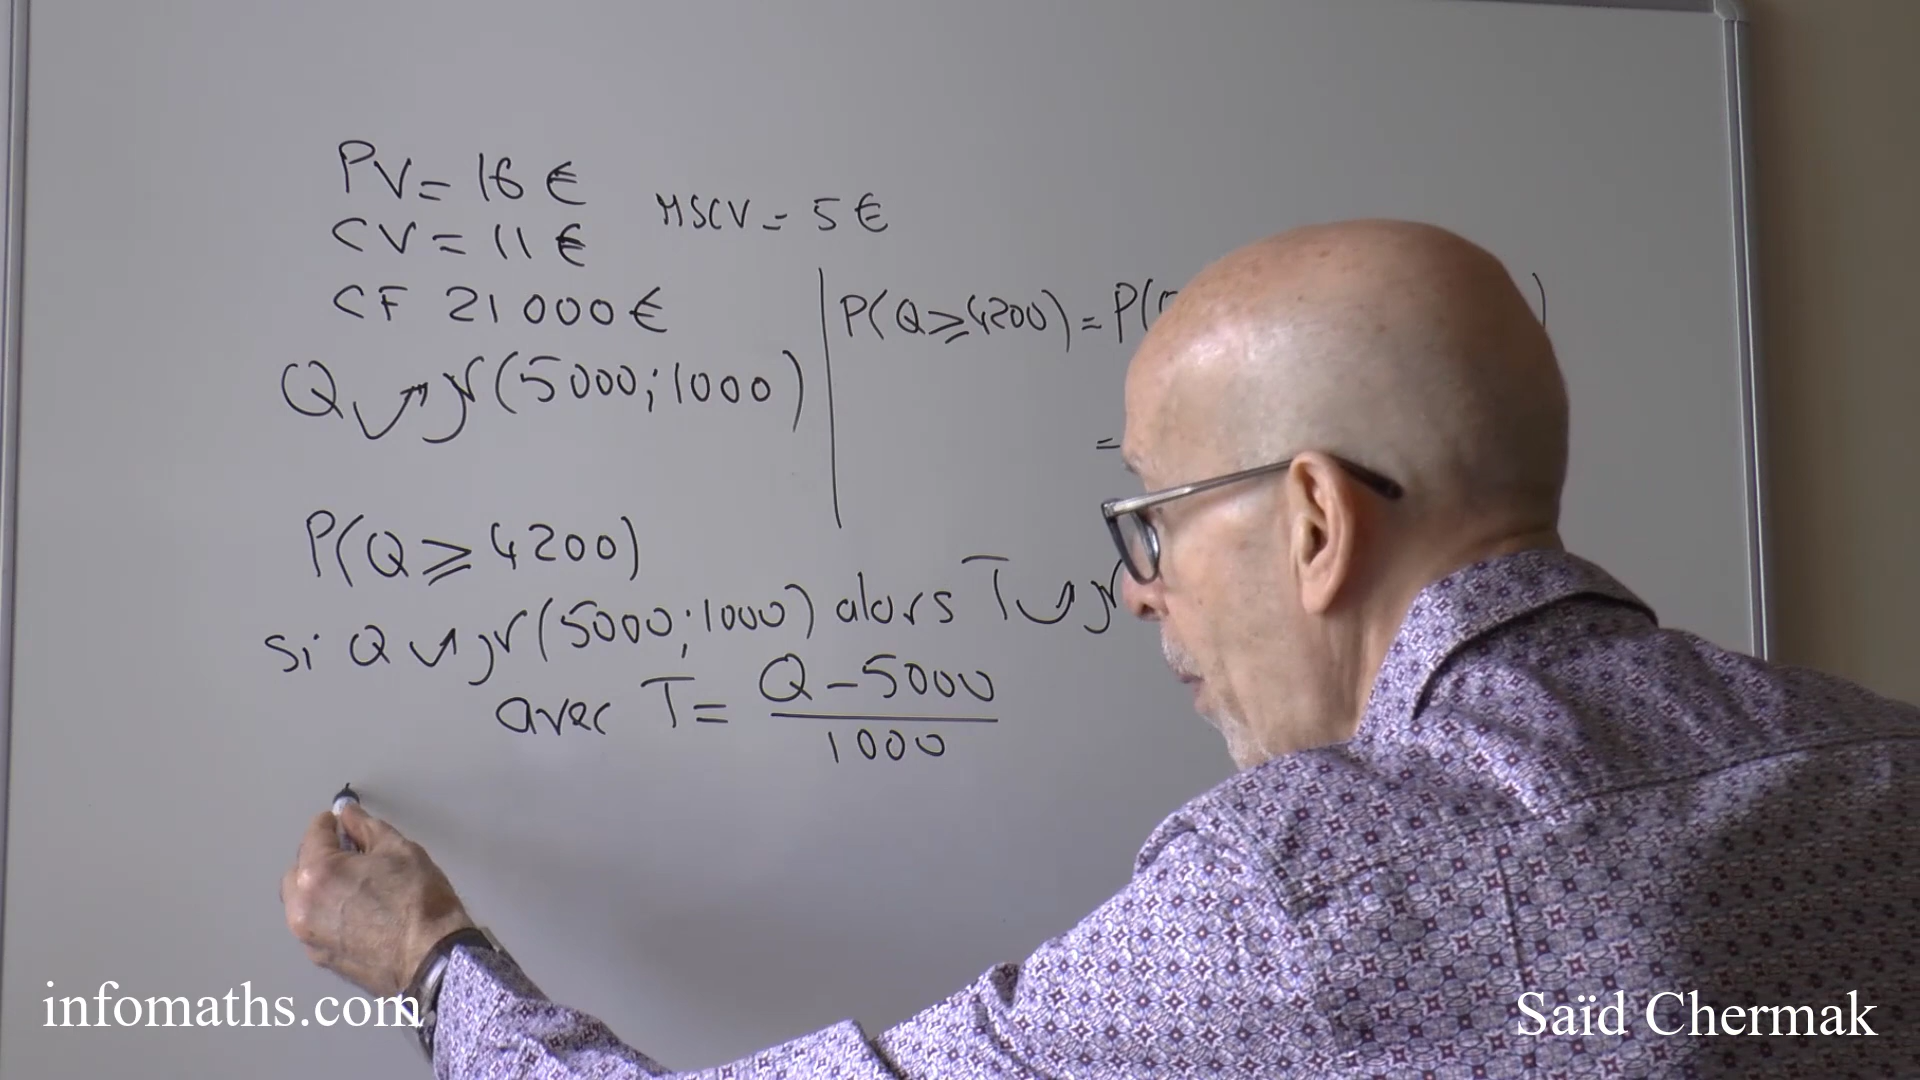 PV = 16 €
MSCV = 5 €
CV = 11 €
CF 21 000 €
Q ↝ N(5000; 1000)
P(Q ⩾ 4200) = P(
)
=
P(Q ⩾ 4200)
si Q ↝ N(5000; 1000) alors T ↝ N
avec T = Q − 5000
1000
infomaths.com
Saïd Chermak